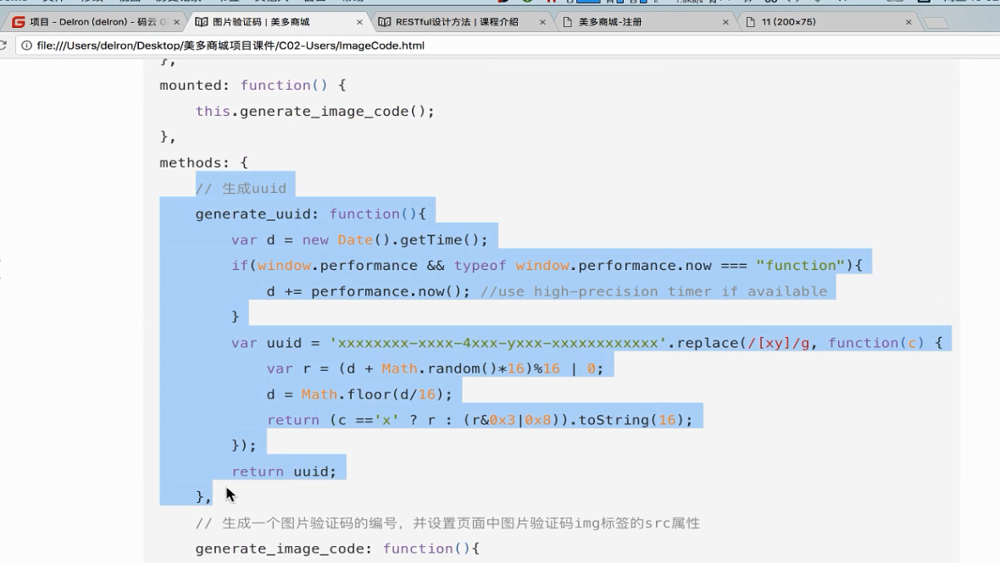 项目 - Delron (delron) - 码云 G
图片验证码 | 美多商城
RESTful设计方法 | 课程介绍
美多商城-注册
11 (200×75)
file:///Users/delron/Desktop/美多商城项目课件/C02-Users/ImageCode.html
},
mounted: function() {
this.generate_image_code();
},
methods: {
// 生成uuid
generate_uuid: function(){
var d = new Date().getTime();
if(window.performance && typeof window.performance.now === "function"){
d += performance.now(); //use high-precision timer if available
}
var uuid = 'xxxxxxxx-xxxx-4xxx-yxxx-xxxxxxxxxxxx'.replace(/[xy]/g, function(c) {
var r = (d + Math.random()*16)%16 | 0;
d = Math.floor(d/16);
return (c =='x' ? r : (r&0x3|0x8)).toString(16);
});
return uuid;
},
// 生成一个图片验证码的编号，并设置页面中图片验证码img标签的src属性
generate_image_code: function(){